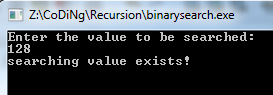 Z:\CoDiNg\Recursion\binarysearch.exe
Enter the value to be searched:
128
searching value exists!